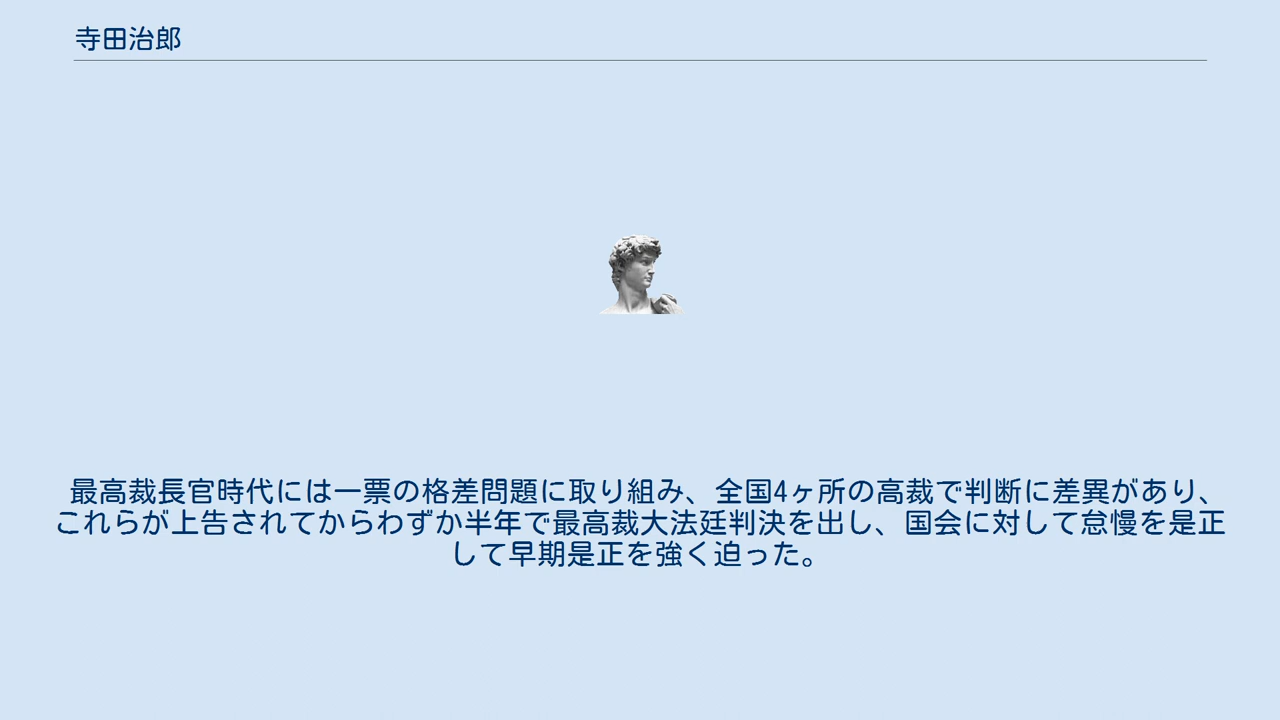 寺田治郎
最高裁長官時代には一票の格差問題に取り組み、全国4ヶ所の高裁で判断に差異があり、
これらが上告されてからわずか半年で最高裁大法廷判決を出し、国会に対して怠慢を是正
して早期是正を強く迫った。